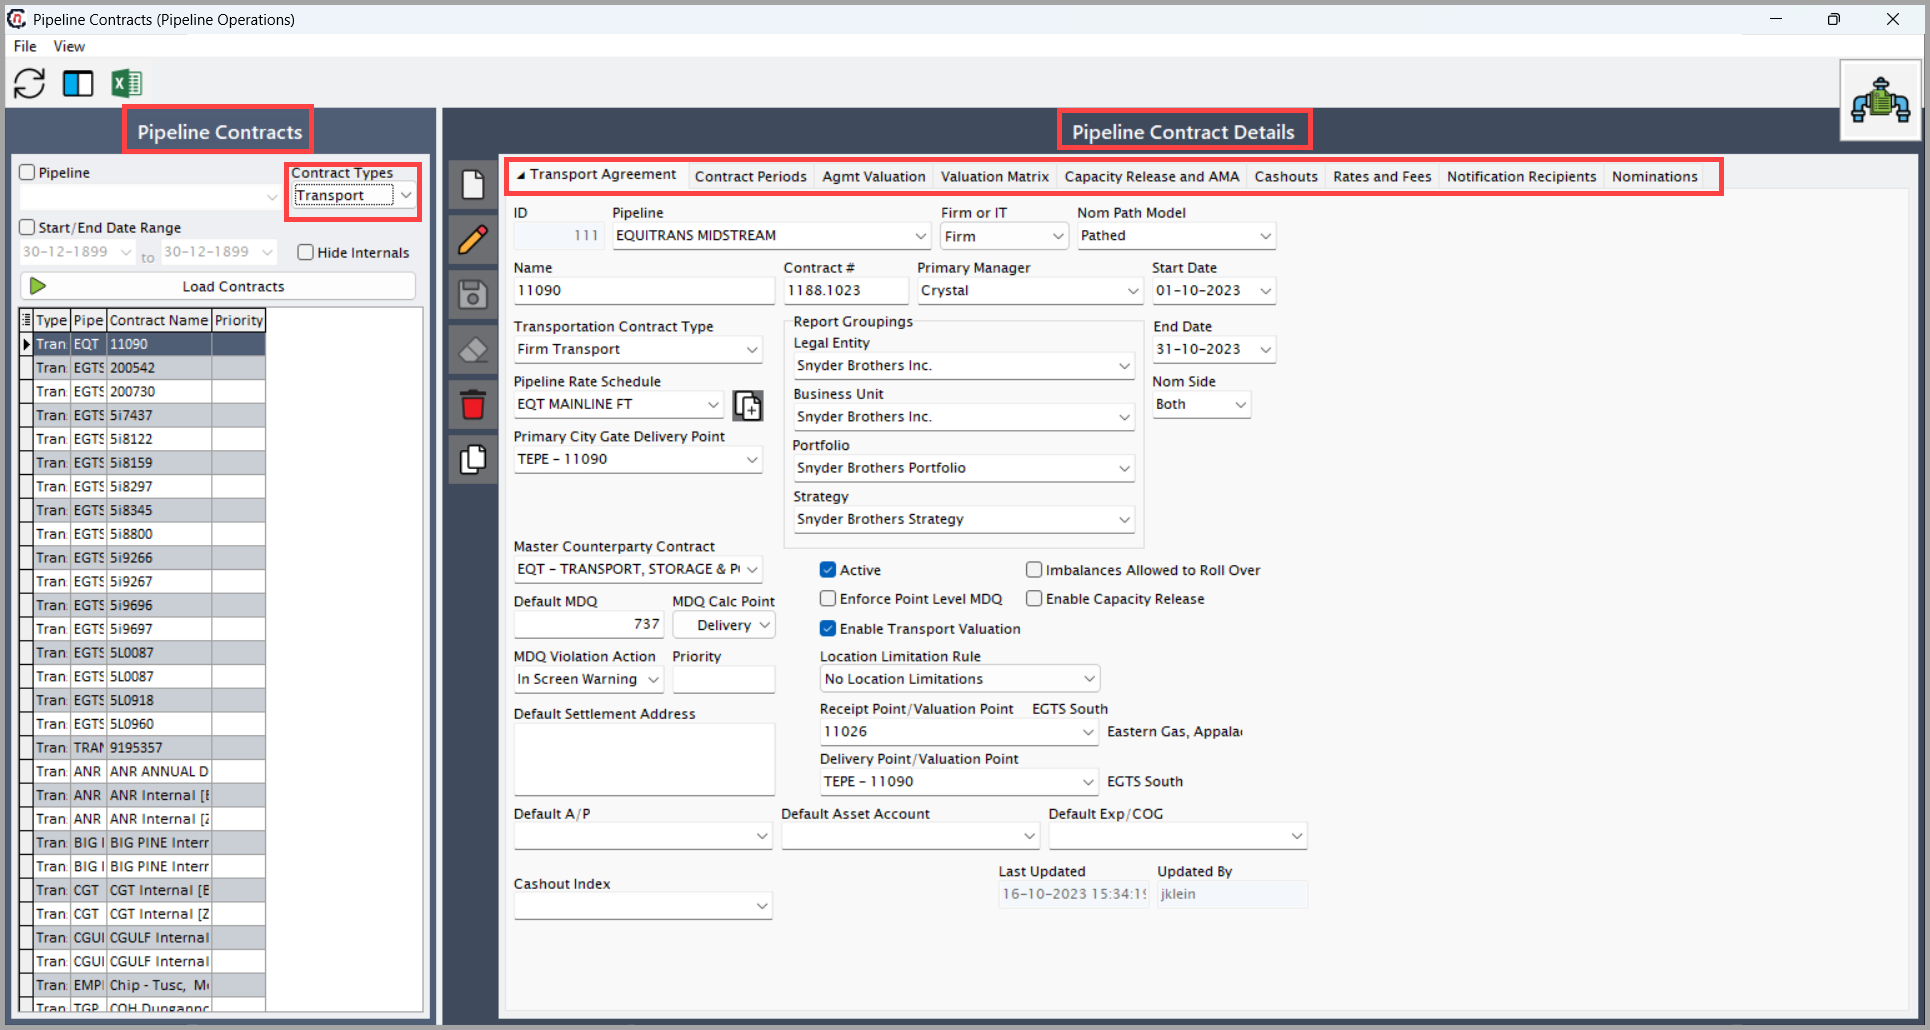 Pipeline Contracts (Pipeline Operations)
File View
Pipeline Contracts
Pipeline Contract Details
Pipeline
Contract Types
Transport
Start/End Date Range
30-12-1899 to 30-12-1899
Hide Internals
Load Contracts
Type Pipe Contract Name Priority
Tran EQT 11090
Tran EGTS 200542
Tran EGTS 200730
Tran EGTS 5i7437
Tran EGTS 5i8122
Tran EGTS 5i8159
Tran EGTS 5i8297
Tran EGTS 5i8345
Tran EGTS 5i8800
Tran EGTS 5i9266
Tran EGTS 5i9267
Tran EGTS 5i9696
Tran EGTS 5i9697
Tran EGTS 5L0087
Tran EGTS 5L0087
Tran EGTS 5L0918
Tran EGTS 5L0960
Tran TRAN 9195357
Tran ANR ANR ANNUAL D
Tran ANR ANR Internal [E
Tran ANR ANR Internal [Z
Tran BIG I BIG PINE Interr
Tran BIG I BIG PINE Interr
Tran CGT CGT Internal [E
Tran CGT CGT Internal [Z
Tran CGUI CGULF Internal
Tran CGUI CGULF Internal
Tran EMPI Chip - Tusc, M
Tran TGP COH Dungannc
Transport Agreement Contract Periods Agmt Valuation Valuation Matrix Capacity Release and AMA Cashouts Rates and Fees Notification Recipients Nominations
ID Pipeline Firm or IT Nom Path Model
111 EQUITRANS MIDSTREAM Firm Pathed
Name Contract # Primary Manager Start Date
11090 1188.1023 Crystal 01-10-2023
Transportation Contract Type Report Groupings End Date
Firm Transport 31-10-2023
Legal Entity
Snyder Brothers Inc.
Pipeline Rate Schedule Nom Side
EQT MAINLINE FT Both
Business Unit
Snyder Brothers Inc.
Primary City Gate Delivery Point
TEPE - 11090
Portfolio
Snyder Brothers Portfolio
Strategy
Snyder Brothers Strategy
Master Counterparty Contract
EQT - TRANSPORT, STORAGE & P
Active Imbalances Allowed to Roll Over
Enforce Point Level MDQ Enable Capacity Release
Enable Transport Valuation
Default MDQ MDQ Calc Point
737 Delivery
MDQ Violation Action Priority
In Screen Warning
Location Limitation Rule
No Location Limitations
Default Settlement Address
Receipt Point/Valuation Point EGTS South
11026 Eastern Gas, Appala
Delivery Point/Valuation Point
TEPE - 11090 EGTS South
Default A/P Default Asset Account Default Exp/COG
Last Updated Updated By
16-10-2023 15:34:19 jklein
Cashout Index